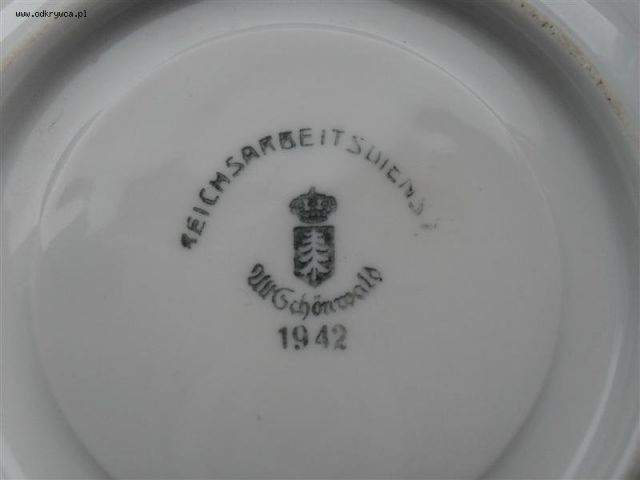 www.odkrywca.pl
REICHSARBEITSDIENST
Alt Schönwald
1942